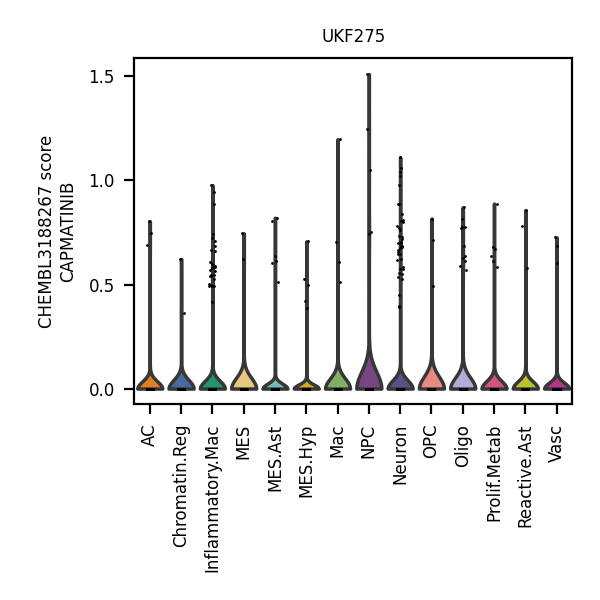 UKF275
CHEMBL3188267 score
CAPMATINIB
1.5
1.0
0.5
0.0
AC
Chromatin.Reg
Inflammatory.Mac
MES
MES.Ast
MES.Hyp
Mac
NPC
Neuron
OPC
Oligo
Prolif.Metab
Reactive.Ast
Vasc